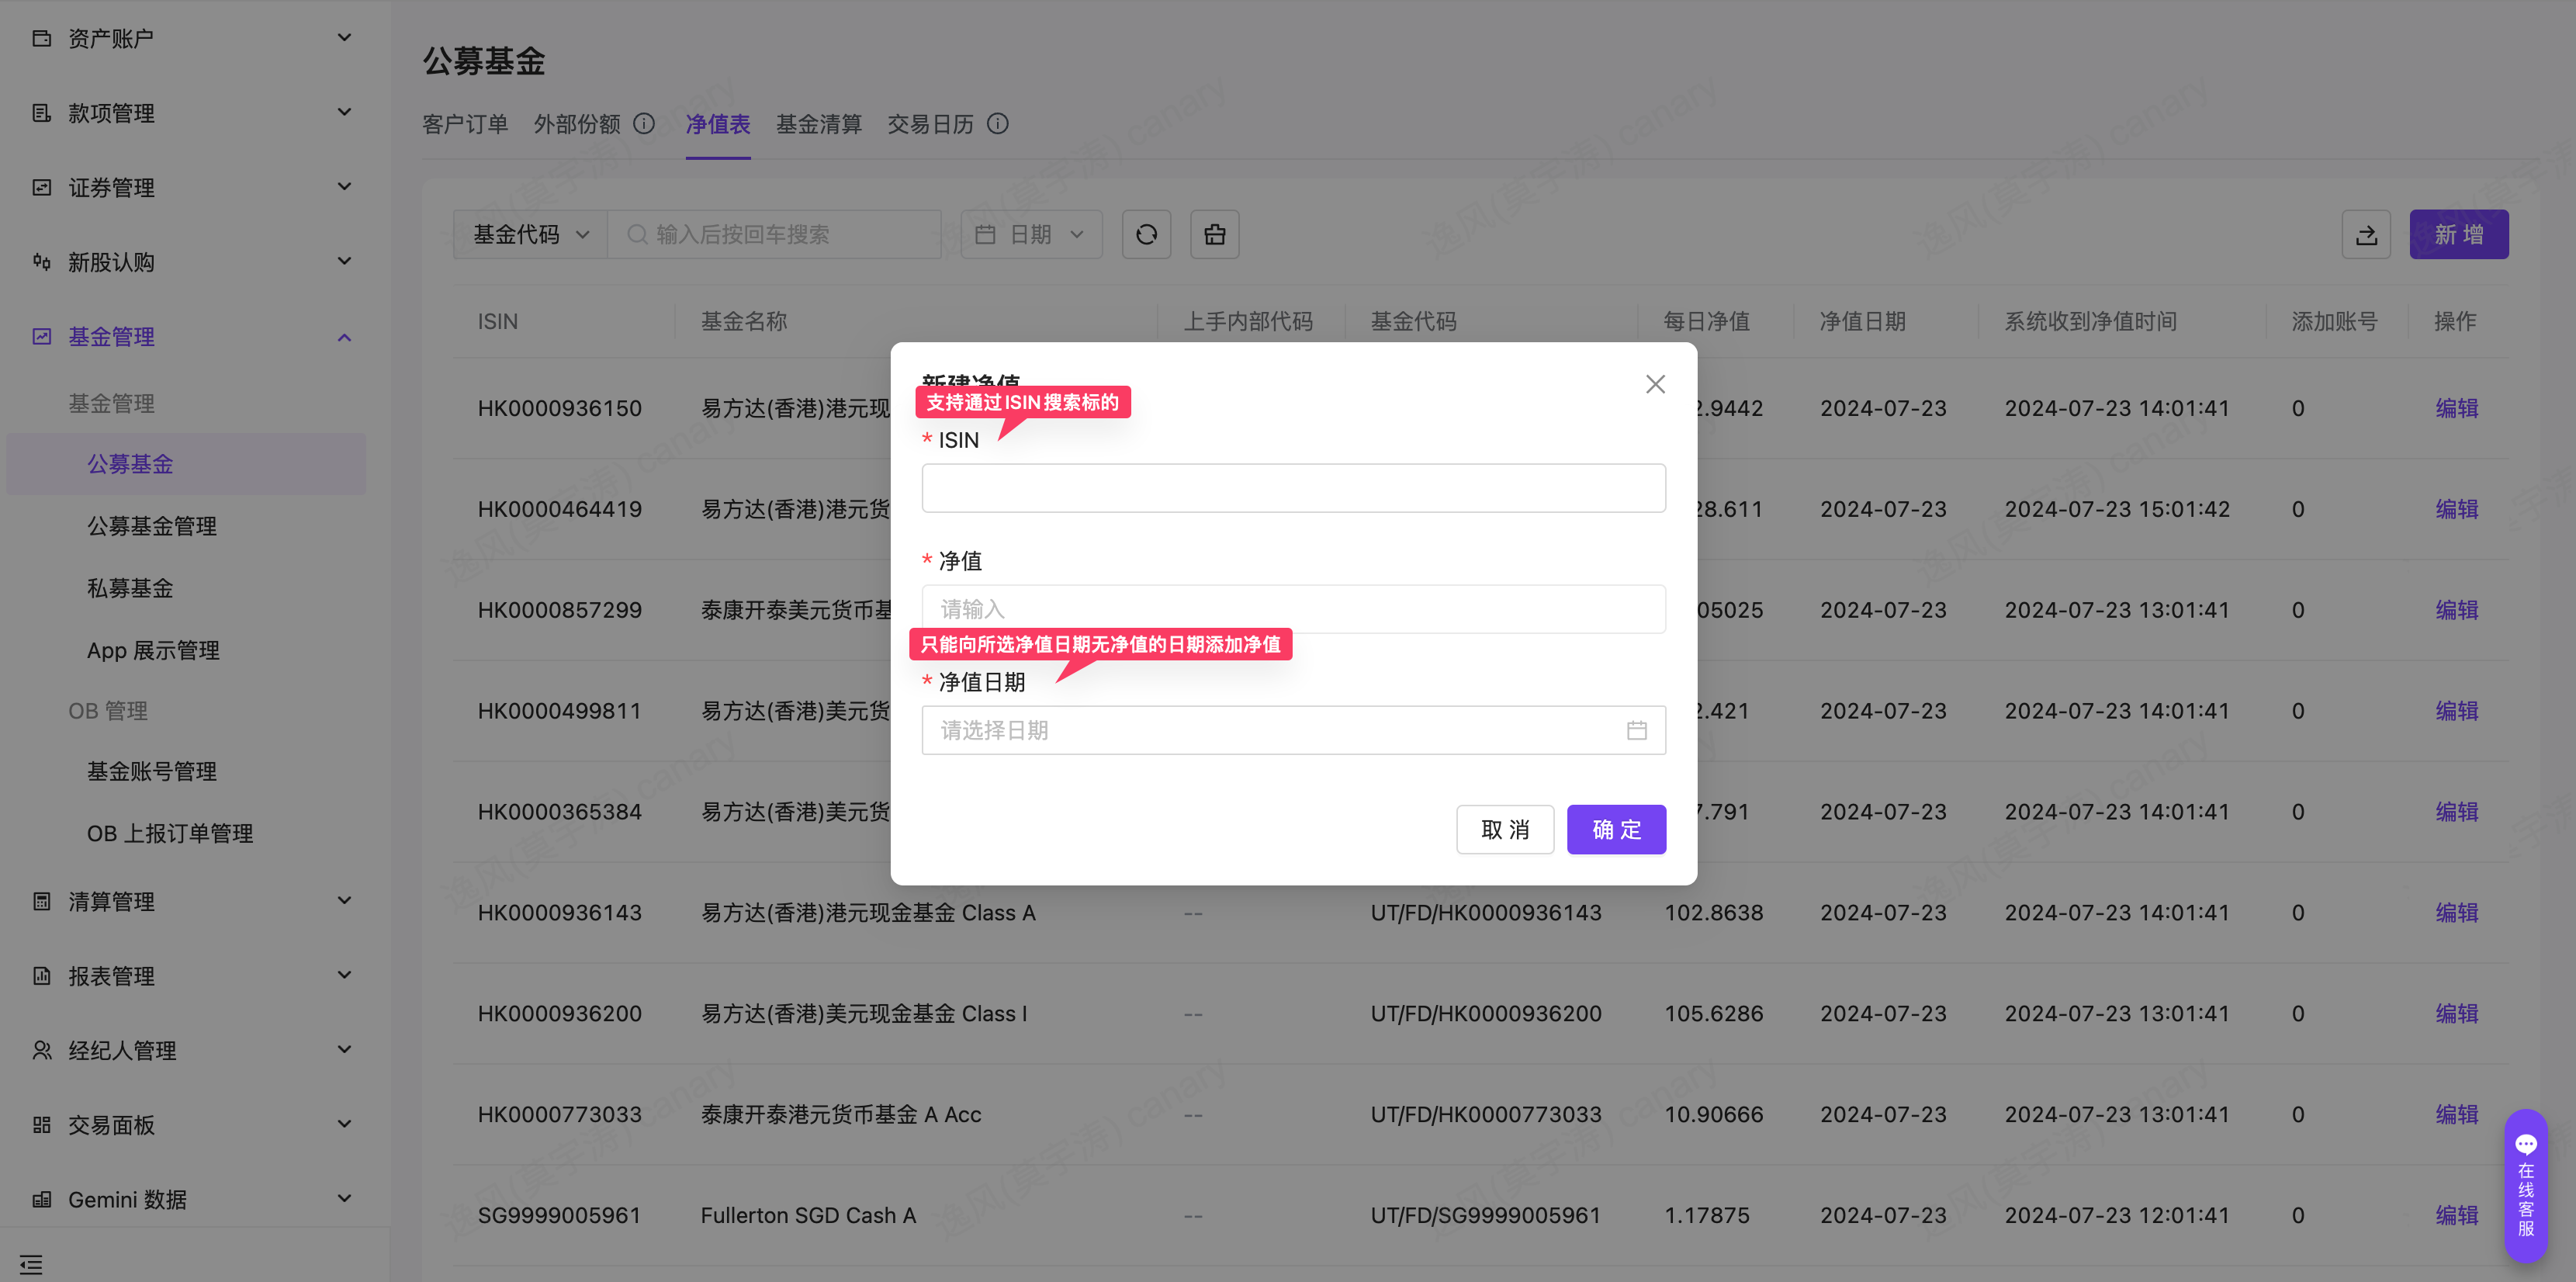 资产账户
款项管理
证券管理
新股认购
基金管理
基金管理
公募基金
公募基金管理
私募基金
App 展示管理
OB 管理
基金账号管理
OB 上报订单管理
清算管理
报表管理
经纪人管理
交易面板
Gemini 数据
公募基金
客户订单 外部份额 净值表 基金清算 交易日历
基金代码 输入后按回车搜索 日期 新 增
ISIN 基金名称 上手内部代码 基金代码 每日净值 净值日期 系统收到净值时间 添加账号 操作
HK0000936150 易方达(香港)港元现 2.9442 2024-07-23 2024-07-23 14:01:41 0 编辑
HK0000464419 易方达(香港)港元货 28.611 2024-07-23 2024-07-23 15:01:42 0 编辑
HK0000857299 泰康开泰美元货币基 05025 2024-07-23 2024-07-23 13:01:41 0 编辑
HK0000499811 易方达(香港)美元货 2.421 2024-07-23 2024-07-23 14:01:41 0 编辑
HK0000365384 易方达(香港)美元货 7.791 2024-07-23 2024-07-23 14:01:41 0 编辑
HK0000936143 易方达(香港)港元现金基金 Class A -- UT/FD/HK0000936143 102.8638 2024-07-23 2024-07-23 14:01:41 0 编辑
HK0000936200 易方达(香港)美元现金基金 Class I -- UT/FD/HK0000936200 105.6286 2024-07-23 2024-07-23 13:01:41 0 编辑
HK0000773033 泰康开泰港元货币基金 A Acc -- UT/FD/HK0000773033 10.90666 2024-07-23 2024-07-23 13:01:41 0 编辑
SG9999005961 Fullerton SGD Cash A -- UT/FD/SG9999005961 1.17875 2024-07-23 2024-07-23 12:01:41 0 编辑
新建净值
支持通过ISIN搜索标的
* ISIN
* 净值
请输入
只能向所选净值日期无净值的日期添加净值
* 净值日期
请选择日期
取 消 确 定
在线客服
逸风(莫宇涛) canary